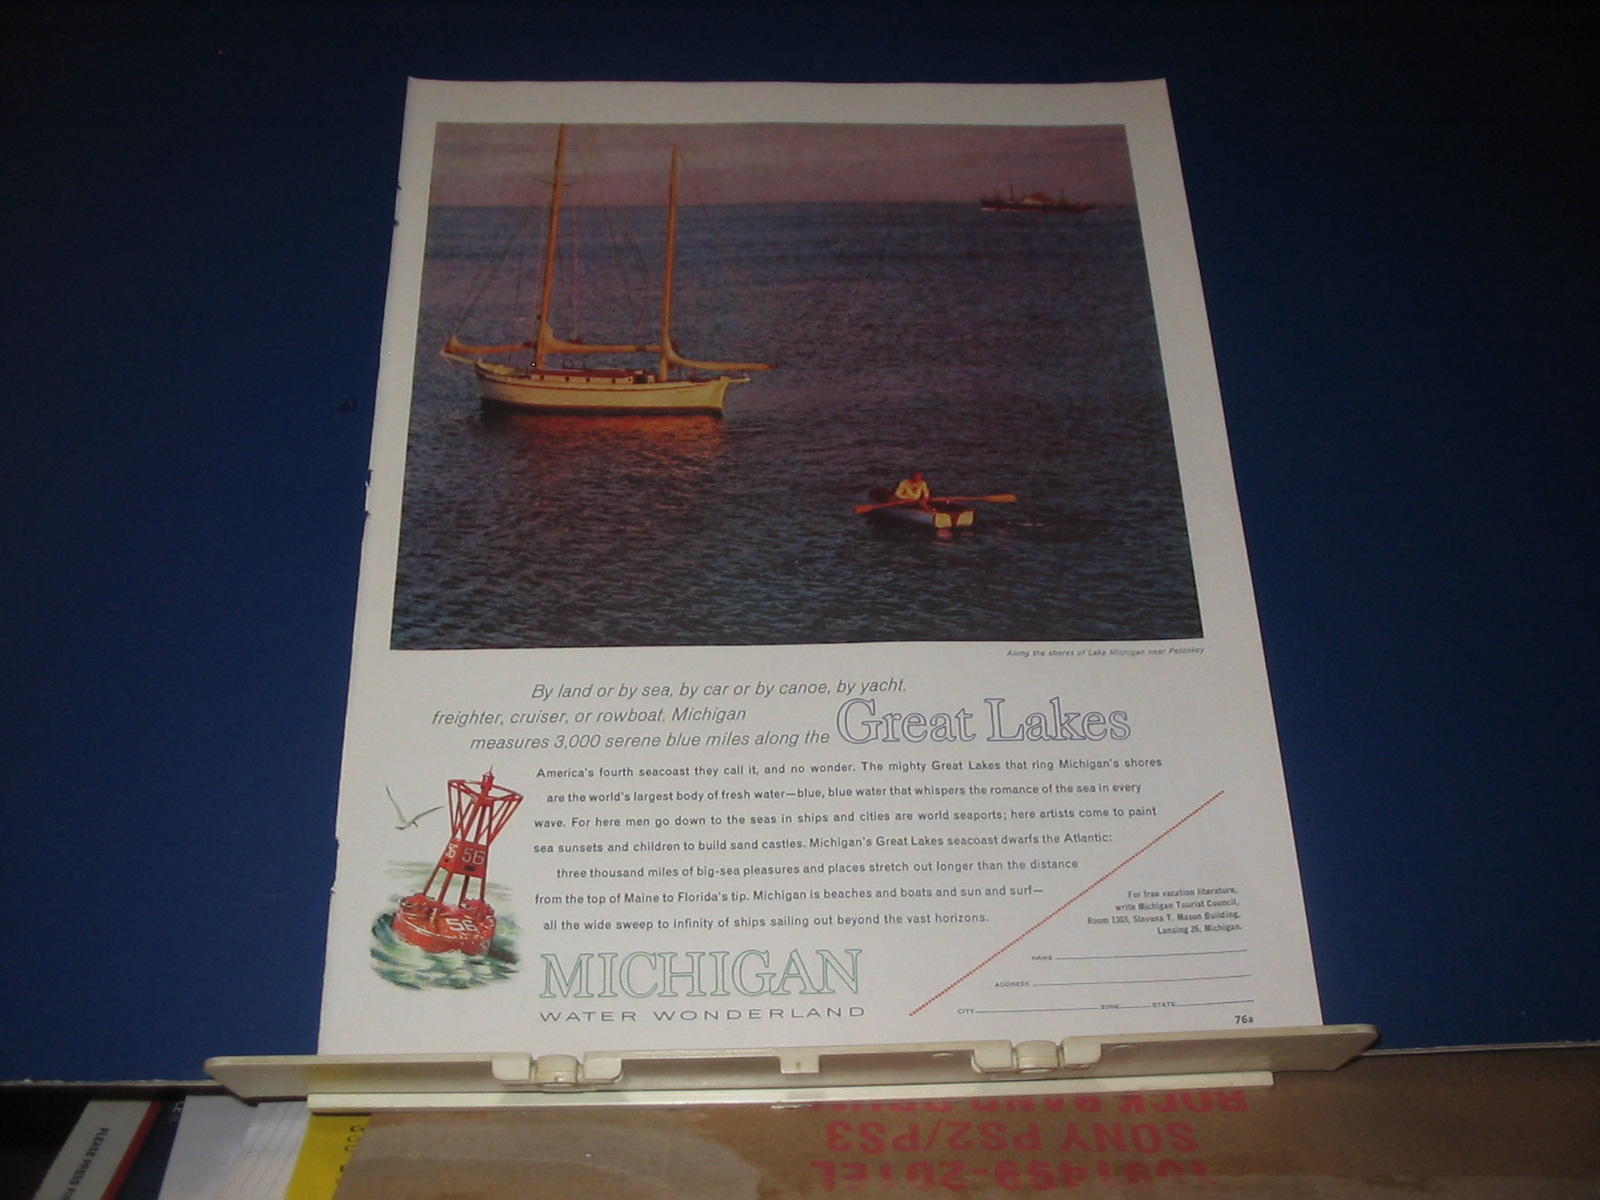 Along the shores of Lake Michigan near Petoskey
By land or by sea, by car or by canoe, by yacht,
freighter, cruiser, or rowboat, Michigan
measures 3,000 serene blue miles along the Great Lakes
America's fourth seacoast they call it, and no wonder. The mighty Great Lakes that ring Michigan's shores
are the world's largest body of fresh water—blue, blue water that whispers the romance of the sea in every
wave. For here men go down to the seas in ships and cities are world seaports; here artists come to paint
sea sunsets and children to build sand castles. Michigan's Great Lakes seacoast dwarfs the Atlantic:
three thousand miles of big-sea pleasures and places stretch out longer than the distance
from the top of Maine to Florida's tip. Michigan is beaches and boats and sun and surf—
all the wide sweep to infinity of ships sailing out beyond the vast horizons.
56
56
MICHIGAN
WATER WONDERLAND
For free vacation literature,
write Michigan Tourist Council,
Room 1303, Stevens T. Mason Building,
Lansing 26, Michigan.
NAME
ADDRESS
CITY ZONE STATE
76a
ROCK BAND
SONY PS2/PS3
PLEASE PRESS